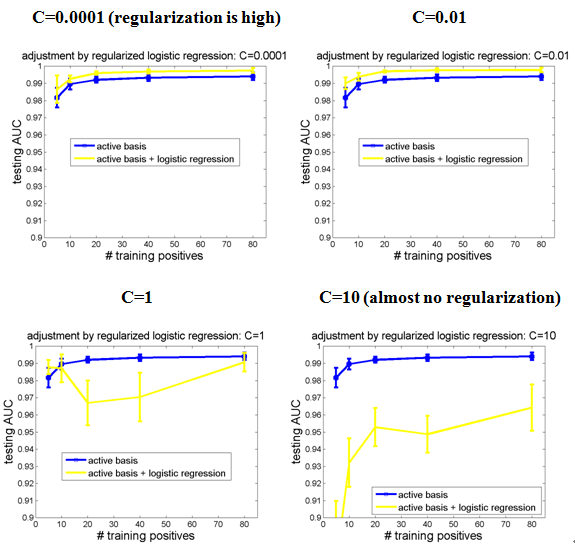 C=0.0001 (regularization is high)
C=0.01
adjustment by regularized logistic regression: C=0.0001
1
0.99
0.98
0.97
0.96
0.95
0.94
0.93
0.92
0.91
0.9
testing AUC
active basis
active basis + logistic regression
0 10 20 30 40 50 60 70 80
# training positives
adjustment by regularized logistic regression: C=0.01
1
0.99
0.98
0.97
0.96
0.95
0.94
0.93
0.92
0.91
0.9
testing AUC
active basis
active basis + logistic regression
0 10 20 30 40 50 60 70 80
# training positives
C=1
C=10 (almost no regularization)
adjustment by regularized logistic regression: C=1
1
0.99
0.98
0.97
0.96
0.95
0.94
0.93
0.92
0.91
0.9
testing AUC
active basis
active basis + logistic regression
0 10 20 30 40 50 60 70 80
# training positives
adjustment by regularized logistic regression: C=10
1
0.99
0.98
0.97
0.96
0.95
0.94
0.93
0.92
0.91
0.9
testing AUC
active basis
active basis + logistic regression
0 10 20 30 40 50 60 70 80
# training positives